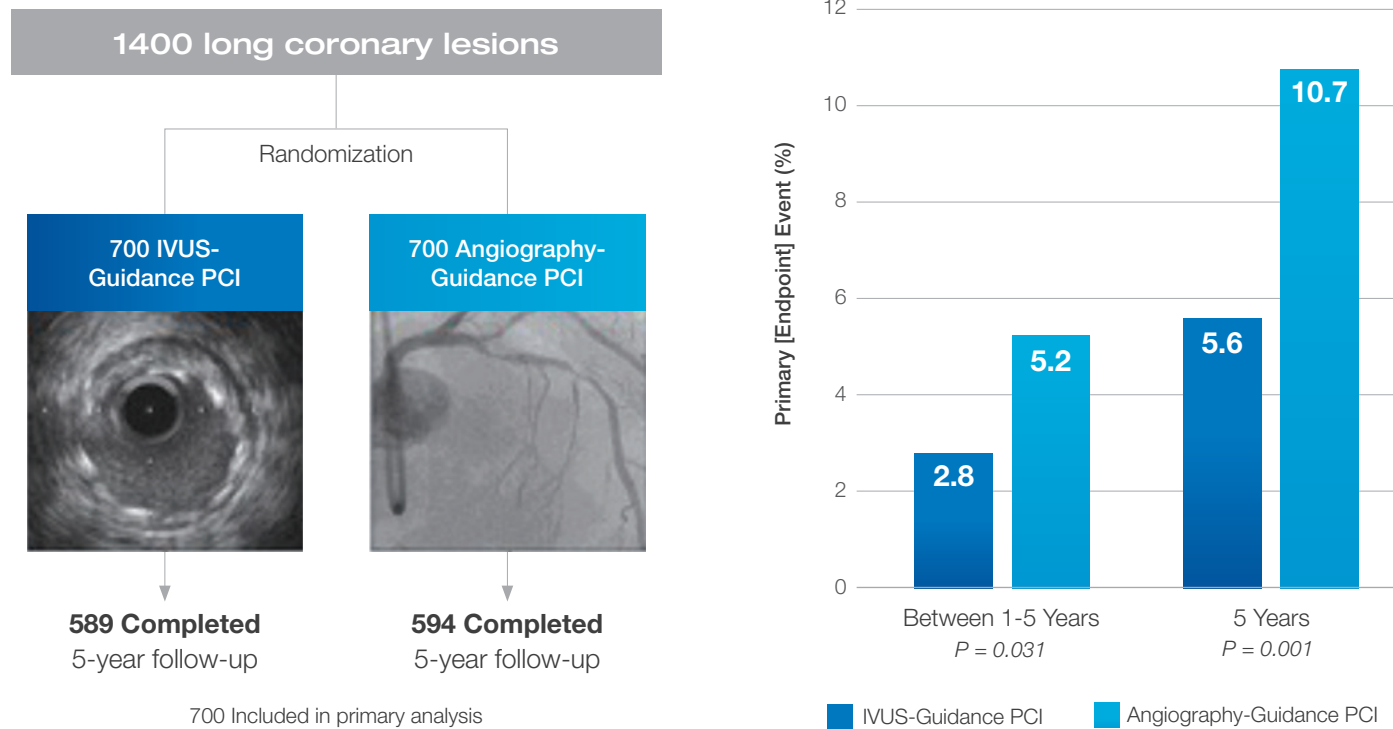 1400 long coronary lesions
Randomization
700 IVUS-
Guidance PCI
700 Angiography-
Guidance PCI
589 Completed
5-year follow-up
594 Completed
5-year follow-up
700 Included in primary analysis
Primary [Endpoint] Event (%)
12
10
8
6
4
2
0
2.8
5.2
5.6
10.7
Between 1-5 Years
P = 0.031
5 Years
P = 0.001
IVUS-Guidance PCI
Angiography-Guidance PCI